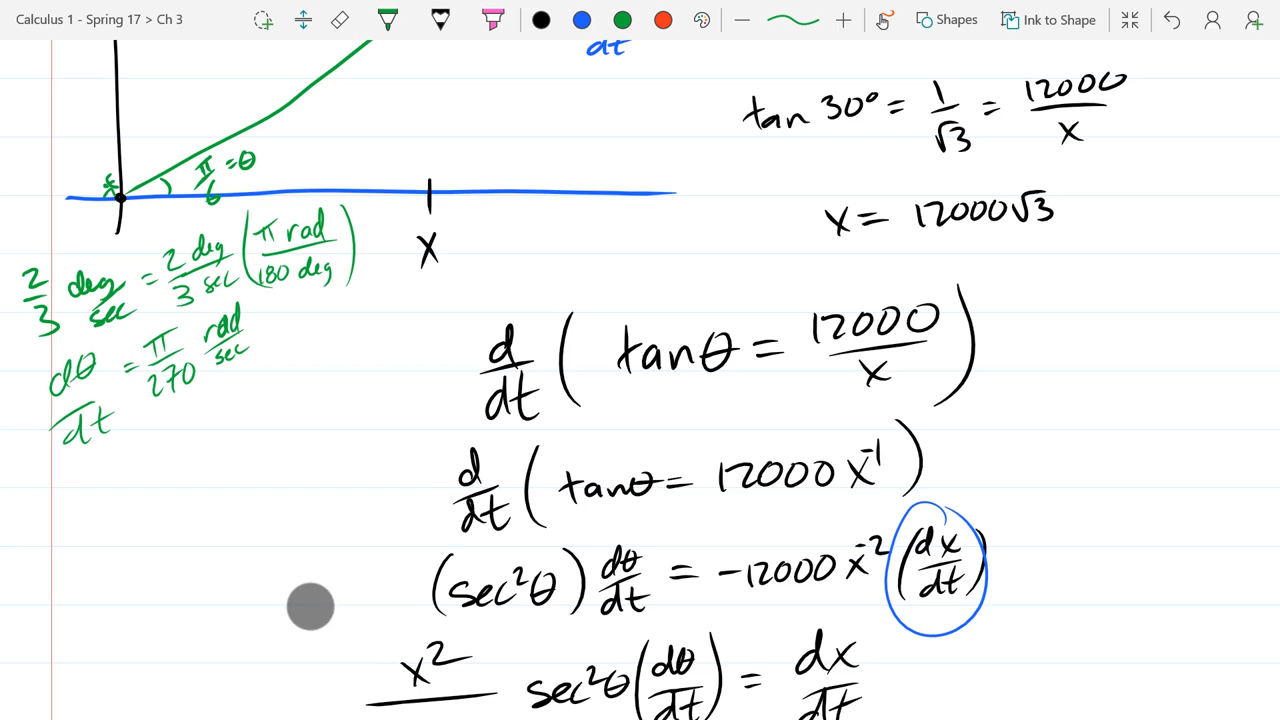 Calculus 1 - Spring 17 > Ch 3
Shapes
Ink to Shape
dt
tan 30° = 1/√3 = 12000/x
π/6 = θ
x = 12000√3
x
2/3 deg/sec = 2 deg/3 sec (π rad/180 deg)
dθ/dt = π/270 rad/sec
d/dt ( tanθ = 12000/x )
d/dt ( tanθ = 12000 x⁻¹ )
(sec²θ) dθ/dt = -12000 x⁻² (dx/dt)
x² sec²θ (dθ/dt) = dx/dt